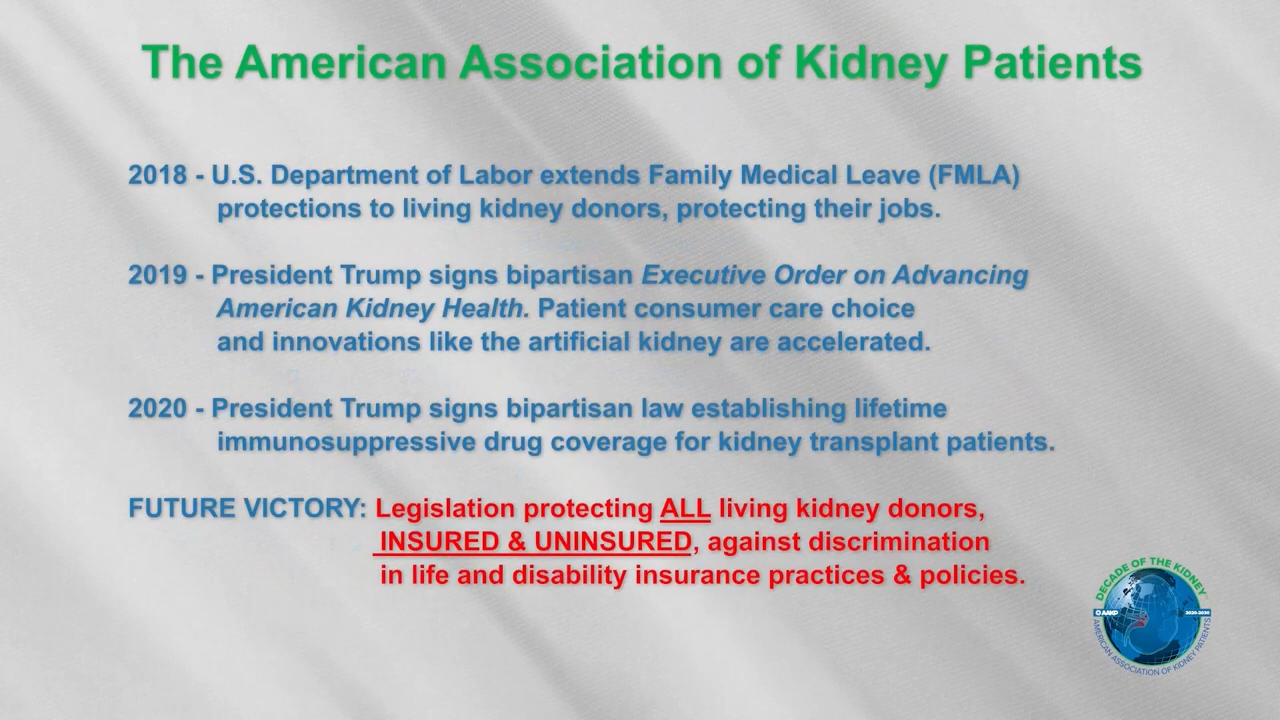 The American Association of Kidney Patients
2018 - U.S. Department of Labor extends Family Medical Leave (FMLA)
protections to living kidney donors, protecting their jobs.
2019 - President Trump signs bipartisan Executive Order on Advancing
American Kidney Health. Patient consumer care choice
and innovations like the artificial kidney are accelerated.
2020 - President Trump signs bipartisan law establishing lifetime
immunosuppressive drug coverage for kidney transplant patients.
FUTURE VICTORY: Legislation protecting ALL living kidney donors,
INSURED & UNINSURED, against discrimination
in life and disability insurance practices & policies.
DECADE OF THE KIDNEY
AAKP 2020-2030
AMERICAN ASSOCIATION OF KIDNEY PATIENTS